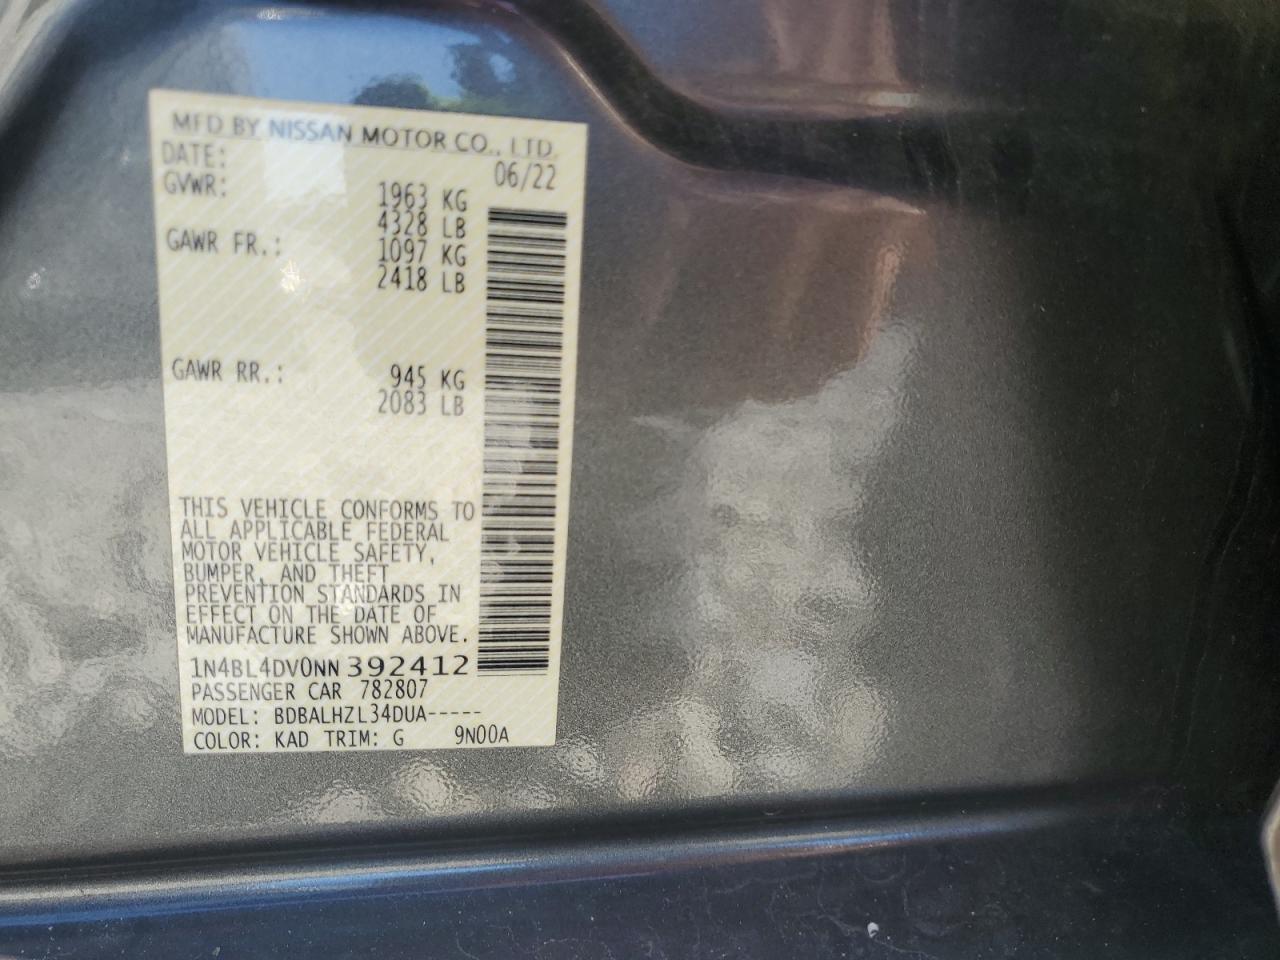 MFD BY NISSAN MOTOR CO., LTD.
DATE: 06/22
GVWR: 1963 KG
4328 LB
GAWR FR.: 1097 KG
2418 LB
GAWR RR.: 945 KG
2083 LB
THIS VEHICLE CONFORMS TO
ALL APPLICABLE FEDERAL
MOTOR VEHICLE SAFETY,
BUMPER, AND THEFT
PREVENTION STANDARDS IN
EFFECT ON THE DATE OF
MANUFACTURE SHOWN ABOVE.
1N4BL4DV0NN392412
PASSENGER CAR 782807
MODEL: BDBALHZL34DUA-----
COLOR: KAD TRIM: G 9N00A